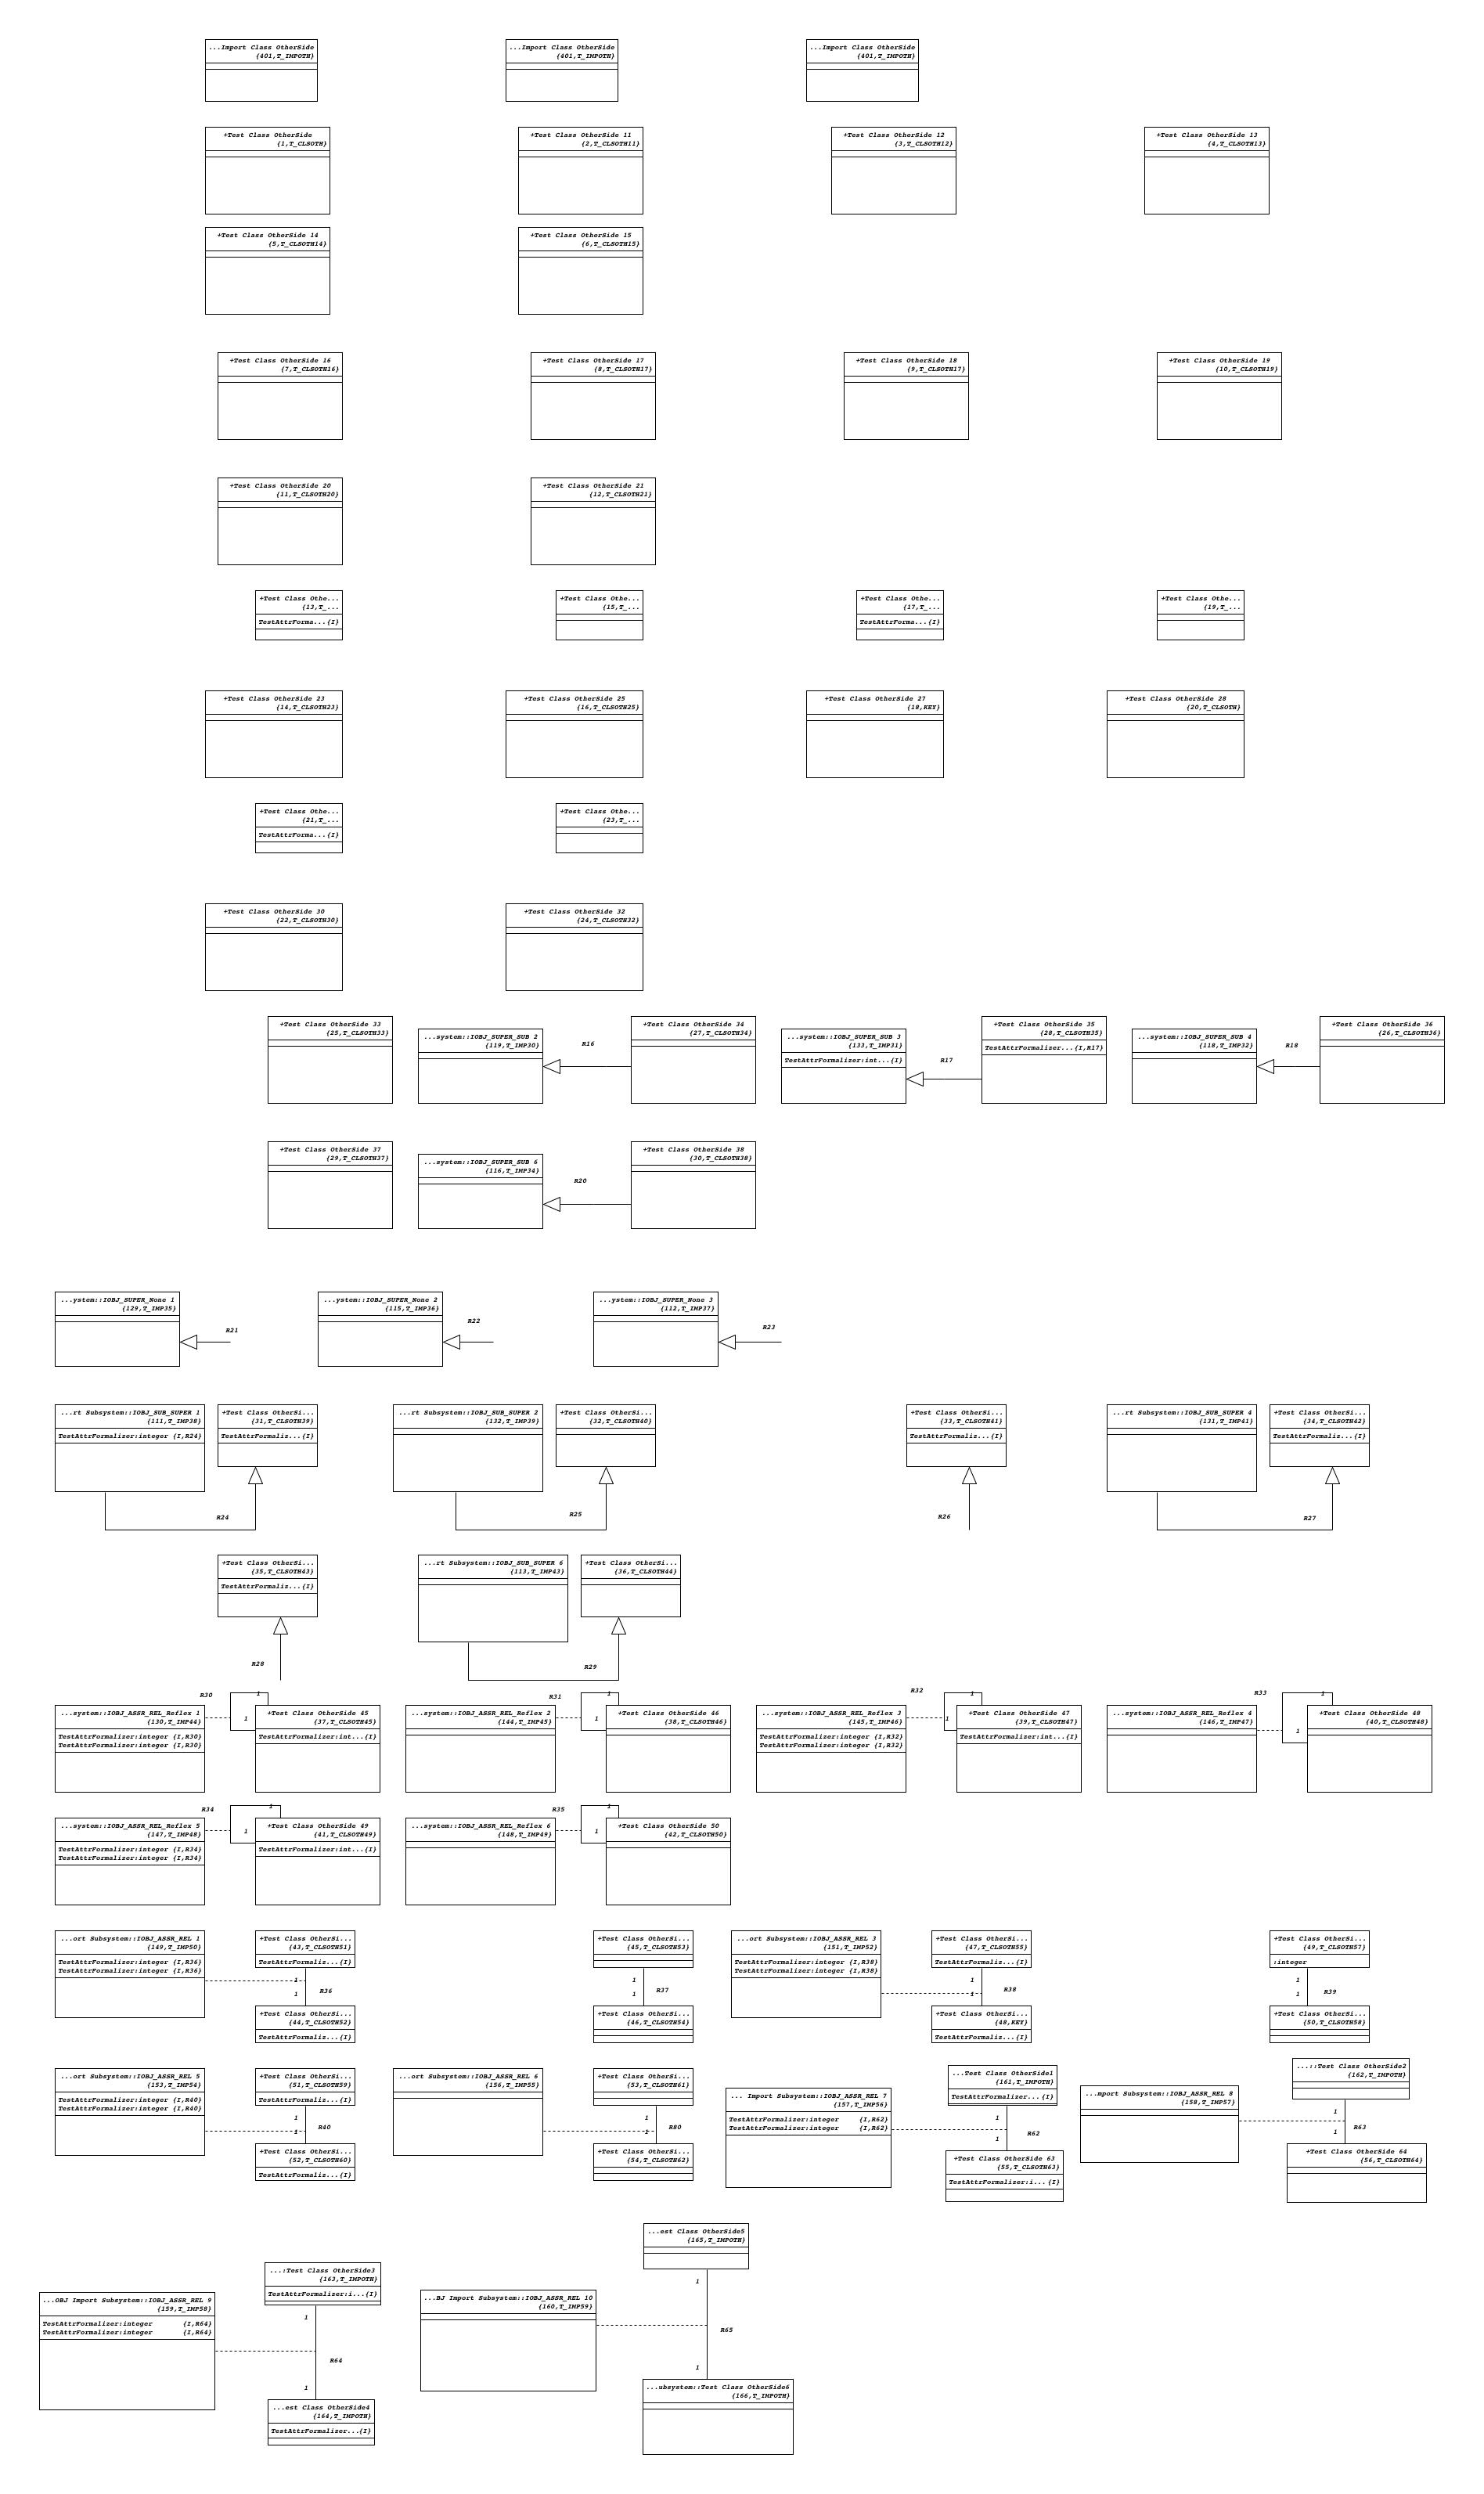 ...Import Class OtherSide
{401,T_IMPOTH}
...Import Class OtherSide
{401,T_IMPOTH}
...Import Class OtherSide
{401,T_IMPOTH}
+Test Class OtherSide
{1,T_CLSOTH}
+Test Class OtherSide 11
{2,T_CLSOTH11}
+Test Class OtherSide 12
{3,T_CLSOTH12}
+Test Class OtherSide 13
{4,T_CLSOTH13}
+Test Class OtherSide 14
{5,T_CLSOTH14}
+Test Class OtherSide 15
{6,T_CLSOTH15}
+Test Class OtherSide 16
{7,T_CLSOTH16}
+Test Class OtherSide 17
{8,T_CLSOTH17}
+Test Class OtherSide 18
{9,T_CLSOTH17}
+Test Class OtherSide 19
{10,T_CLSOTH19}
+Test Class OtherSide 20
{11,T_CLSOTH20}
+Test Class OtherSide 21
{12,T_CLSOTH21}
+Test Class Othe...
{13,T_...
TestAttrForma...{I}
+Test Class Othe...
{15,T_...
+Test Class Othe...
{17,T_...
TestAttrForma...{I}
+Test Class Othe...
{19,T_...
+Test Class OtherSide 23
{14,T_CLSOTH23}
+Test Class OtherSide 25
{16,T_CLSOTH25}
+Test Class OtherSide 27
{18,KEY}
+Test Class OtherSide 28
{20,T_CLSOTH}
+Test Class Othe...
{21,T_...
TestAttrForma...{I}
+Test Class Othe...
{23,T_...
+Test Class OtherSide 30
{22,T_CLSOTH30}
+Test Class OtherSide 32
{24,T_CLSOTH32}
+Test Class OtherSide 33
{25,T_CLSOTH33}
...system::IOBJ_SUPER_SUB 2
{119,T_IMP30}
R16
+Test Class OtherSide 34
{27,T_CLSOTH34}
...system::IOBJ_SUPER_SUB 3
{133,T_IMP31}
TestAttrFormalizer:int...{I}
R17
+Test Class OtherSide 35
{28,T_CLSOTH35}
TestAttrFormalizer...{I,R17}
...system::IOBJ_SUPER_SUB 4
{118,T_IMP32}
R18
+Test Class OtherSide 36
{26,T_CLSOTH36}
+Test Class OtherSide 37
{29,T_CLSOTH37}
...system::IOBJ_SUPER_SUB 6
{116,T_IMP34}
R20
+Test Class OtherSide 38
{30,T_CLSOTH38}
...ystem::IOBJ_SUPER_None 1
{129,T_IMP35}
R21
...ystem::IOBJ_SUPER_None 2
{115,T_IMP36}
R22
...ystem::IOBJ_SUPER_None 3
{112,T_IMP37}
R23
...rt Subsystem::IOBJ_SUB_SUPER 1
{111,T_IMP38}
TestAttrFormalizer:integer {I,R24}
+Test Class OtherSi...
{31,T_CLSOTH39}
TestAttrFormaliz...{I}
R24
...rt Subsystem::IOBJ_SUB_SUPER 2
{132,T_IMP39}
+Test Class OtherSi...
{32,T_CLSOTH40}
R25
+Test Class OtherSi...
{33,T_CLSOTH41}
TestAttrFormaliz...{I}
R26
...rt Subsystem::IOBJ_SUB_SUPER 4
{131,T_IMP41}
+Test Class OtherSi...
{34,T_CLSOTH42}
TestAttrFormaliz...{I}
R27
+Test Class OtherSi...
{35,T_CLSOTH43}
TestAttrFormaliz...{I}
R28
...rt Subsystem::IOBJ_SUB_SUPER 6
{113,T_IMP43}
+Test Class OtherSi...
{36,T_CLSOTH44}
R29
...system::IOBJ_ASSR_REL_Reflex 1
{130,T_IMP44}
TestAttrFormalizer:integer {I,R30}
TestAttrFormalizer:integer {I,R30}
R30
1
1
+Test Class OtherSide 45
{37,T_CLSOTH45}
TestAttrFormalizer:int...{I}
...system::IOBJ_ASSR_REL_Reflex 2
{144,T_IMP45}
R31
1
1
+Test Class OtherSide 46
{38,T_CLSOTH46}
...system::IOBJ_ASSR_REL_Reflex 3
{145,T_IMP46}
TestAttrFormalizer:integer {I,R32}
TestAttrFormalizer:integer {I,R32}
R32
1
1
+Test Class OtherSide 47
{39,T_CLSOTH47}
TestAttrFormalizer:int...{I}
...system::IOBJ_ASSR_REL_Reflex 4
{146,T_IMP47}
R33
1
1
+Test Class OtherSide 48
{40,T_CLSOTH48}
...system::IOBJ_ASSR_REL_Reflex 5
{147,T_IMP48}
TestAttrFormalizer:integer {I,R34}
TestAttrFormalizer:integer {I,R34}
R34
1
1
+Test Class OtherSide 49
{41,T_CLSOTH49}
TestAttrFormalizer:int...{I}
...system::IOBJ_ASSR_REL_Reflex 6
{148,T_IMP49}
R35
1
1
+Test Class OtherSide 50
{42,T_CLSOTH50}
...ort Subsystem::IOBJ_ASSR_REL 1
{149,T_IMP50}
TestAttrFormalizer:integer {I,R36}
TestAttrFormalizer:integer {I,R36}
+Test Class OtherSi...
{43,T_CLSOTH51}
TestAttrFormaliz...{I}
1
1
R36
+Test Class OtherSi...
{44,T_CLSOTH52}
TestAttrFormaliz...{I}
+Test Class OtherSi...
{45,T_CLSOTH53}
1
1
R37
+Test Class OtherSi...
{46,T_CLSOTH54}
...ort Subsystem::IOBJ_ASSR_REL 3
{151,T_IMP52}
TestAttrFormalizer:integer {I,R38}
TestAttrFormalizer:integer {I,R38}
+Test Class OtherSi...
{47,T_CLSOTH55}
TestAttrFormaliz...{I}
1
1
R38
+Test Class OtherSi...
{48,KEY}
TestAttrFormaliz...{I}
+Test Class OtherSi...
{49,T_CLSOTH57}
:integer
1
1
R39
+Test Class OtherSi...
{50,T_CLSOTH58}
...ort Subsystem::IOBJ_ASSR_REL 5
{153,T_IMP54}
TestAttrFormalizer:integer {I,R40}
TestAttrFormalizer:integer {I,R40}
+Test Class OtherSi...
{51,T_CLSOTH59}
TestAttrFormaliz...{I}
1
1
R40
+Test Class OtherSi...
{52,T_CLSOTH60}
TestAttrFormaliz...{I}
...ort Subsystem::IOBJ_ASSR_REL 6
{156,T_IMP55}
+Test Class OtherSi...
{53,T_CLSOTH61}
1
1
R80
+Test Class OtherSi...
{54,T_CLSOTH62}
... Import Subsystem::IOBJ_ASSR_REL 7
{157,T_IMP56}
TestAttrFormalizer:integer {I,R62}
TestAttrFormalizer:integer {I,R62}
...Test Class OtherSide1
{161,T_IMPOTH}
TestAttrFormalizer...{I}
1
1
R62
+Test Class OtherSide 63
{55,T_CLSOTH63}
TestAttrFormalizer:i...{I}
...mport Subsystem::IOBJ_ASSR_REL 8
{158,T_IMP57}
...::Test Class OtherSide2
{162,T_IMPOTH}
1
1
R63
+Test Class OtherSide 64
{56,T_CLSOTH64}
...OBJ Import Subsystem::IOBJ_ASSR_REL 9
{159,T_IMP58}
TestAttrFormalizer:integer {I,R64}
TestAttrFormalizer:integer {I,R64}
...:Test Class OtherSide3
{163,T_IMPOTH}
TestAttrFormalizer:i...{I}
1
R64
1
...est Class OtherSide4
{164,T_IMPOTH}
TestAttrFormalizer...{I}
...BJ Import Subsystem::IOBJ_ASSR_REL 10
{160,T_IMP59}
...est Class OtherSide5
{165,T_IMPOTH}
1
R65
1
...ubsystem::Test Class OtherSide6
{166,T_IMPOTH}